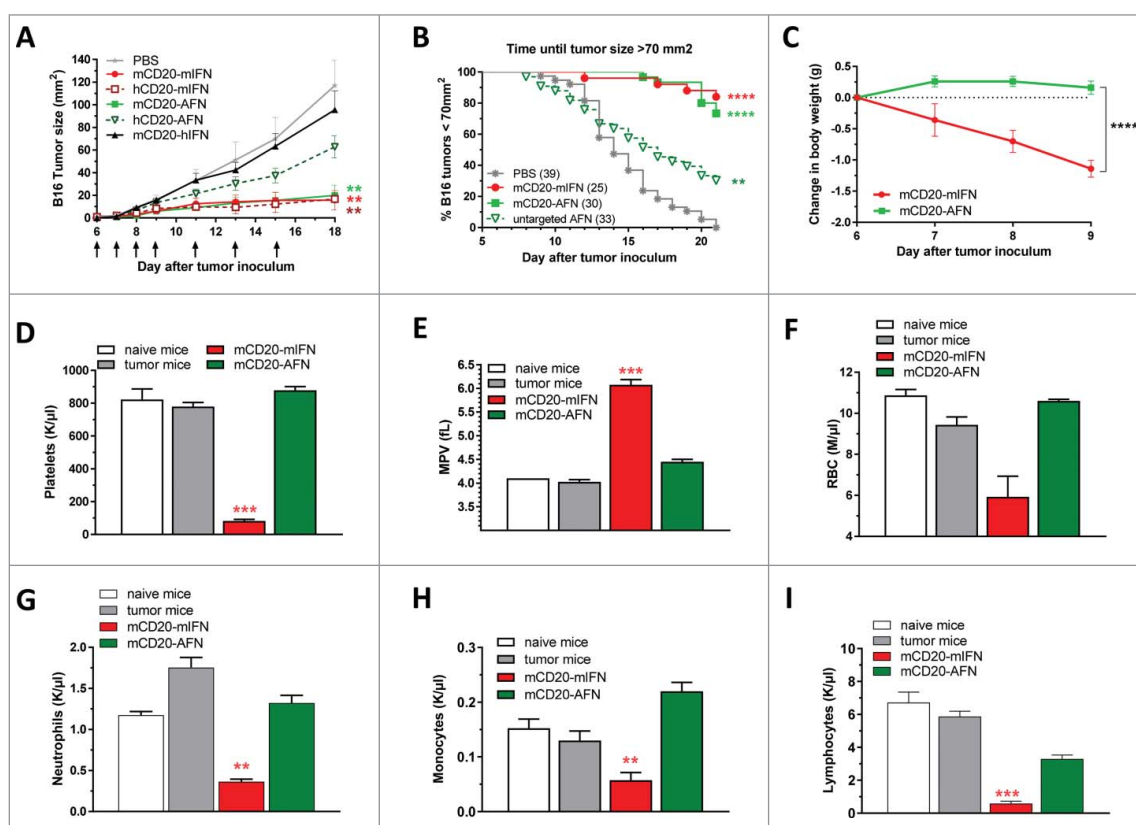 A
B16 Tumor size (mm²)
140
120
100
80
60
40
20
0
PBS
mCD20-mIFN
hCD20-mIFN
mCD20-AFN
hCD20-AFN
mCD20-hIFN
**
**
**
6 8 10 12 14 16 18
Day after tumor inoculum
B
Time until tumor size >70 mm2
% B16 tumors < 70mm²
100
80
60
40
20
0
****
****
**
PBS (39)
mCD20-mIFN (25)
mCD20-AFN (30)
untargeted AFN (33)
5 10 15 20
Day after tumor inoculum
C
Change in body weight (g)
0.5
0.0
-0.5
-1.0
-1.5
-2.0
****
mCD20-mIFN
mCD20-AFN
6 7 8 9
Day after tumor inoculum
D
naive mice mCD20-mIFN
tumor mice mCD20-AFN
Platelets (K/µl)
1000
800
600
400
200
0
***
E
naive mice
tumor mice
mCD20-mIFN
mCD20-AFN
MPV (fL)
6.5
6.0
5.5
5.0
4.5
4.0
3.5
***
F
naive mice
tumor mice
mCD20-mIFN
mCD20-AFN
RBC (M/µl)
12
10
8
6
4
G
naive mice
tumor mice
mCD20-mIFN
mCD20-AFN
Neutrophils (K/µl)
2.0
1.5
1.0
0.5
0.0
**
H
naive mice
tumor mice
mCD20-mIFN
mCD20-AFN
Monocytes (K/µl)
0.3
0.2
0.1
0.0
**
I
naive mice
tumor mice
mCD20-mIFN
mCD20-AFN
Lymphocytes (K/µl)
10
8
6
4
2
0
***